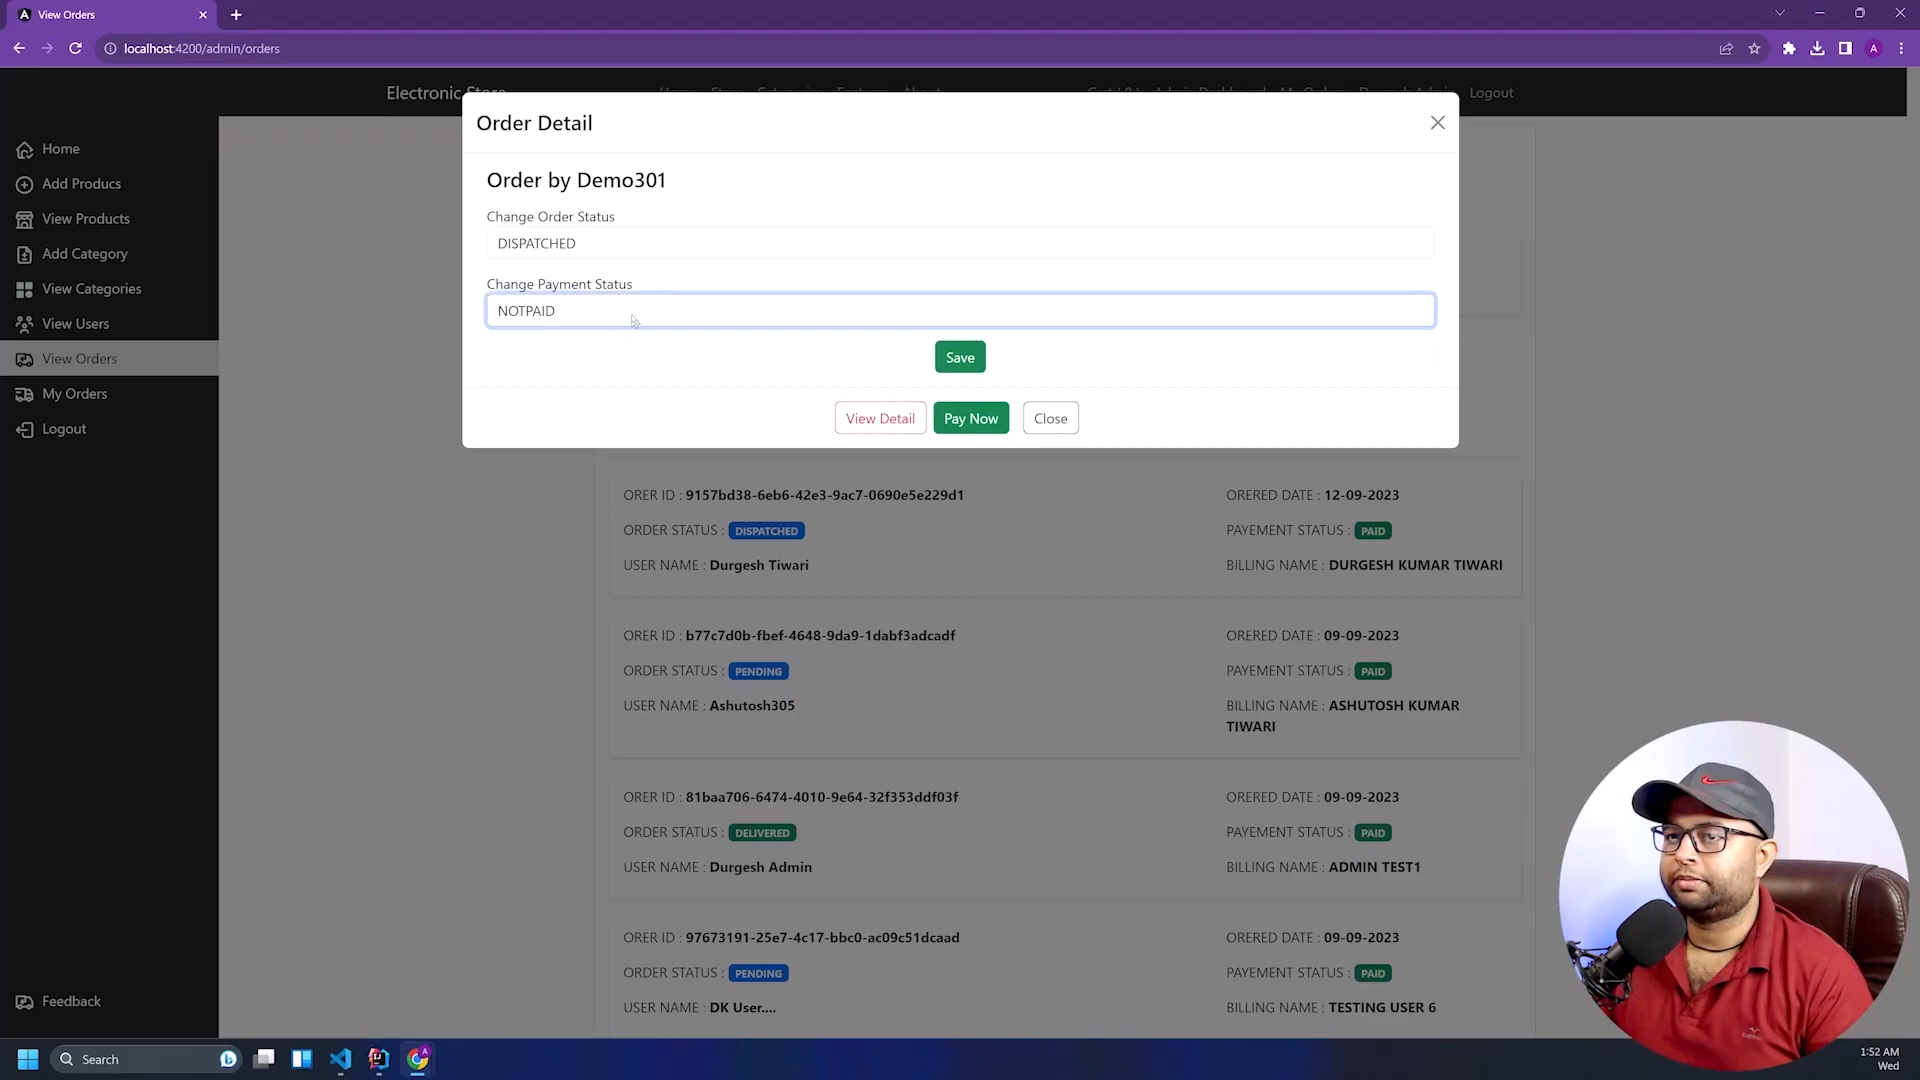 View Orders
localhost:4200/admin/orders
A
Electronic Store
Logout
Home
Add Producs
View Products
Add Category
View Categories
View Users
View Orders
My Orders
Logout
Feedback
Order Detail
Order by Demo301
Change Order Status
DISPATCHED
Change Payment Status
NOTPAID
Save
View Detail
Pay Now
Close
ORER ID : 9157bd38-6eb6-42e3-9ac7-0690e5e229d1
ORERED DATE : 12-09-2023
ORDER STATUS : DISPATCHED
PAYEMENT STATUS : PAID
USER NAME : Durgesh Tiwari
BILLING NAME : DURGESH KUMAR TIWARI
ORER ID : b77c7d0b-fbef-4648-9da9-1dabf3adcadf
ORERED DATE : 09-09-2023
ORDER STATUS : PENDING
PAYEMENT STATUS : PAID
USER NAME : Ashutosh305
BILLING NAME : ASHUTOSH KUMAR
TIWARI
ORER ID : 81baa706-6474-4010-9e64-32f353ddf03f
ORERED DATE : 09-09-2023
ORDER STATUS : DELIVERED
PAYEMENT STATUS : PAID
USER NAME : Durgesh Admin
BILLING NAME : ADMIN TEST1
ORER ID : 97673191-25e7-4c17-bbc0-ac09c51dcaad
ORERED DATE : 09-09-2023
ORDER STATUS : PENDING
PAYEMENT STATUS : PAID
USER NAME : DK User....
BILLING NAME : TESTING USER 6
Search
1:52 AM
Wed